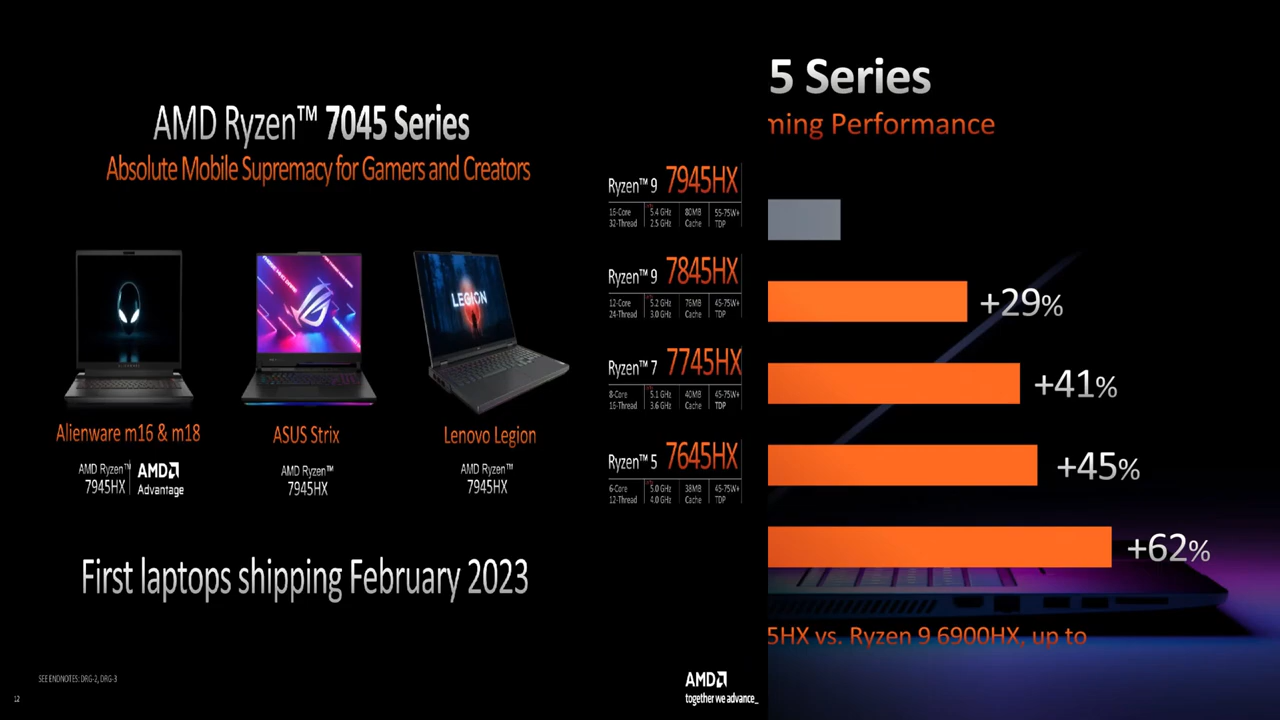 AMD Ryzen™ 7045 Series
Absolute Mobile Supremacy for Gamers and Creators
LEGION
Alienware m16 & m18
AMD Ryzen™
7945HX
AMD
Advantage
ASUS Strix
AMD Ryzen™
7945HX
Lenovo Legion
AMD Ryzen™
7945HX
First laptops shipping February 2023
SEE ENDNOTES: DRG-2, DRG-3
12
Ryzen™ 9 7945HX
16-Core 5.4 GHz 80MB 55-75W+
32-Thread 2.5 GHz Cache TDP
Ryzen™ 9 7845HX
12-Core 5.2 GHz 76MB 45-75W+
24-Thread 3.0 GHz Cache TDP
Ryzen™ 7 7745HX
8-Core 5.1 GHz 40MB 45-75W+
16-Thread 3.6 GHz Cache TDP
Ryzen™ 5 7645HX
6-Core 5.0 GHz 38MB 45-75W+
12-Thread 4.0 GHz Cache TDP
AMD
together we advance_
5 Series
ming Performance
+29%
+41%
+45%
+62%
5HX vs. Ryzen 9 6900HX, up to